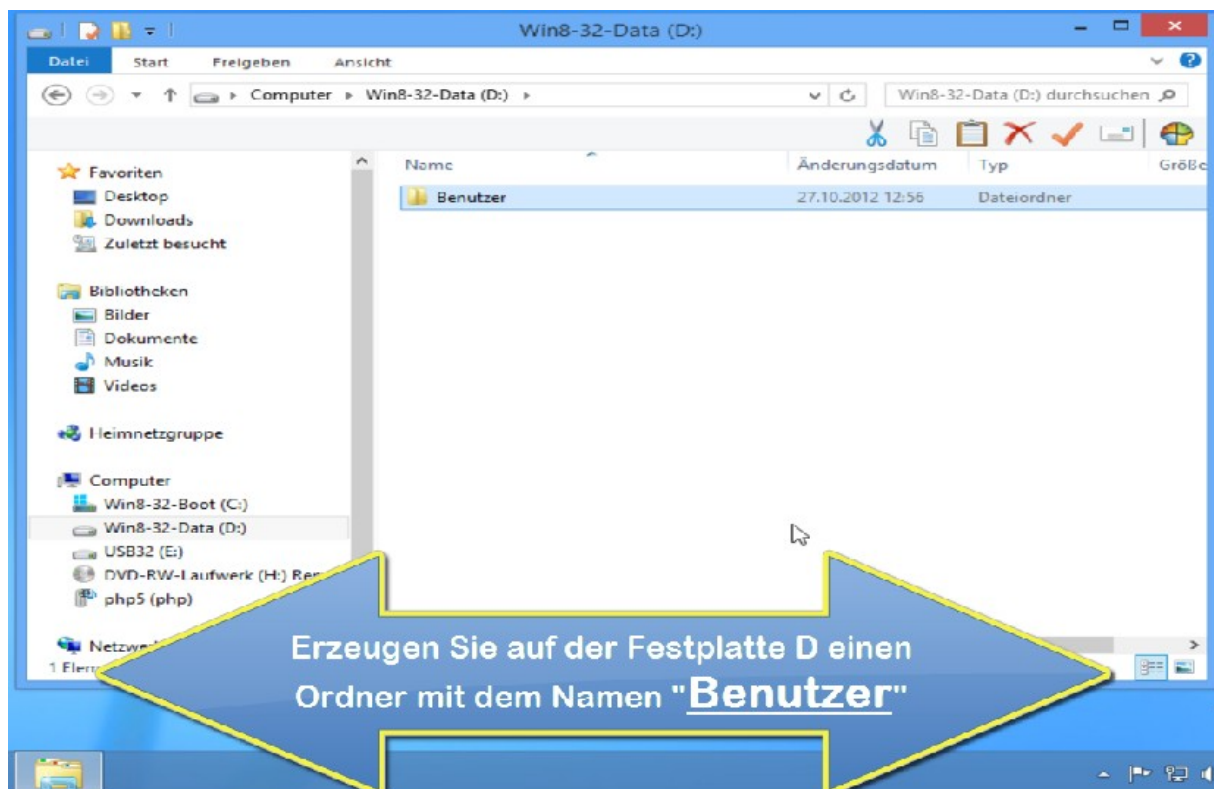 Win8-32-Data (D:)
Datei Start Freigeben Ansicht
Computer Win8-32-Data (D:) Win8-32-Data (D:) durchsuchen
Favoriten
Desktop
Downloads
Zuletzt besucht
Bibliotheken
Bilder
Dokumente
Musik
Videos
Heimnetzgruppe
Computer
Win8-32-Boot (C:)
Win8-32-Data (D:)
USB32 (E:)
DVD-RW-Laufwerk (H:)
php5 (php)
Name Änderungsdatum Typ Größe
Benutzer 27.10.2012 12:56 Dateiordner
Erzeugen Sie auf der Festplatte D einen
Ordner mit dem Namen "Benutzer"